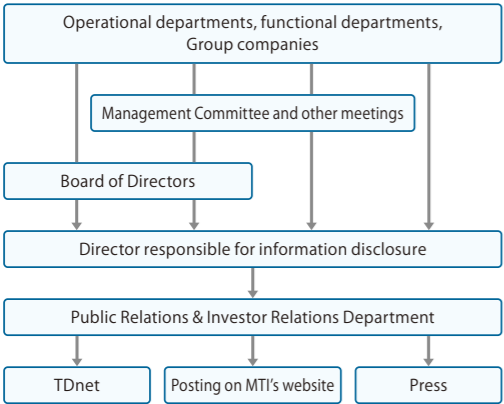 Operational departments, functional departments,
Group companies
Management Committee and other meetings
Board of Directors
Director responsible for information disclosure
Public Relations & Investor Relations Department
TDnet
Posting on MTI's website
Press